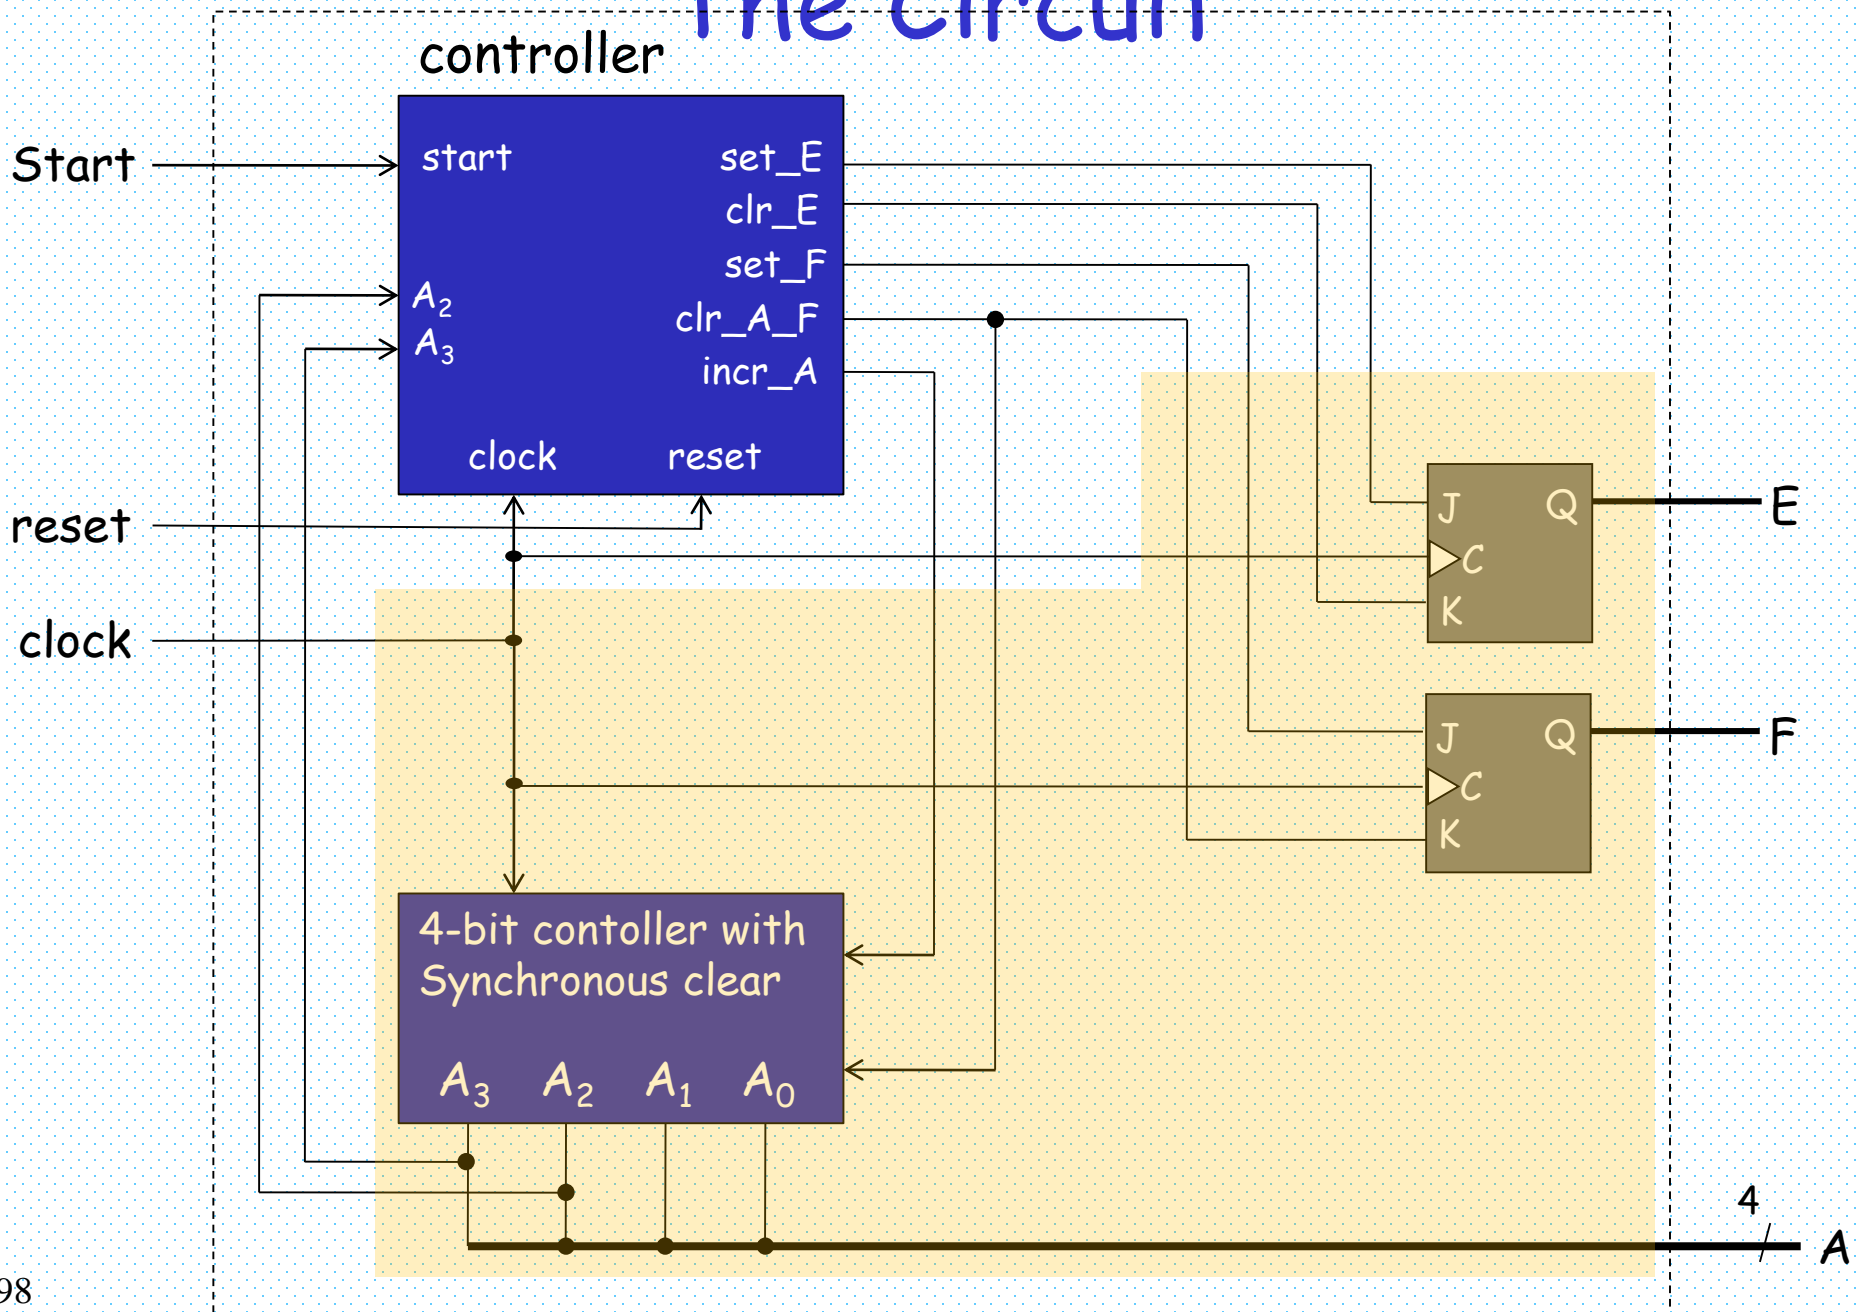 The Circuit
controller
Start
start
set_E
clr_E
set_F
A2
clr_A_F
A3
incr_A
clock
reset
reset
clock
J
Q
E
C
K
J
Q
F
C
K
4-bit contoller with
Synchronous clear
A3 A2 A1 A0
4
A
98